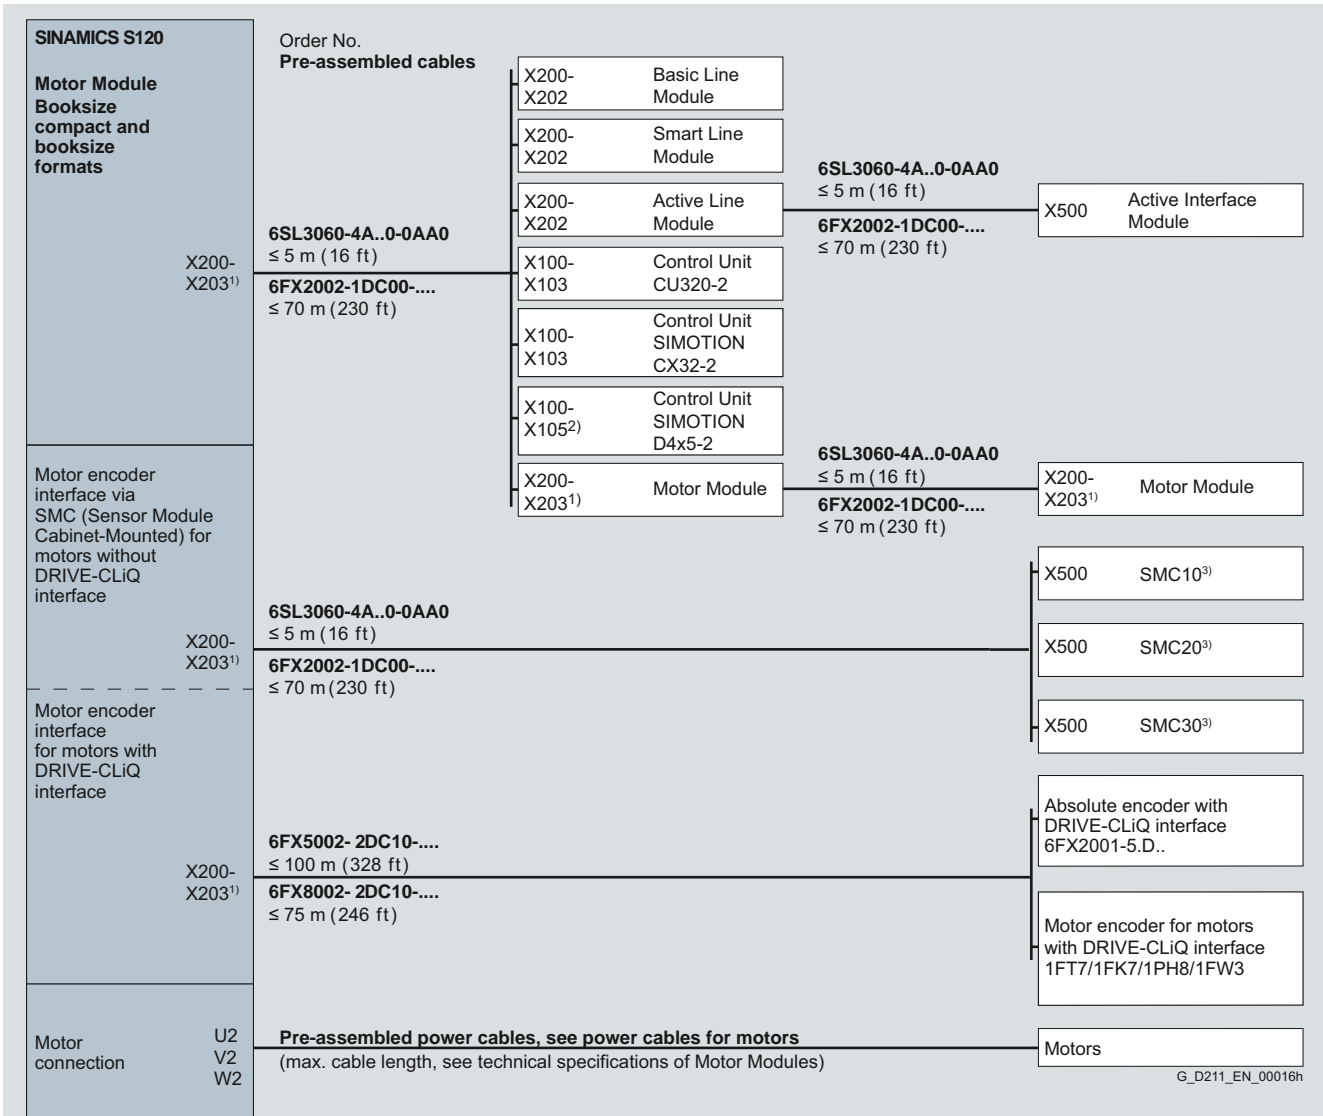 SINAMICS S120
Motor Module
Booksize
compact and
booksize
formats
X200-
X203¹⁾
Order No.
Pre-assembled cables
6SL3060-4A..0-0AA0
≤ 5 m (16 ft)
6FX2002-1DC00-....
≤ 70 m (230 ft)
X200-
X202
Basic Line
Module
X200-
X202
Smart Line
Module
X200-
X202
Active Line
Module
6SL3060-4A..0-0AA0
≤ 5 m (16 ft)
6FX2002-1DC00-....
≤ 70 m (230 ft)
X500
Active Interface
Module
X100-
X103
Control Unit
CU320-2
X100-
X103
Control Unit
SIMOTION
CX32-2
X100-
X105²⁾
Control Unit
SIMOTION
D4x5-2
X200-
X203¹⁾
Motor Module
6SL3060-4A..0-0AA0
≤ 5 m (16 ft)
6FX2002-1DC00-....
≤ 70 m (230 ft)
X200-
X203¹⁾
Motor Module
Motor encoder
interface via
SMC (Sensor Module
Cabinet-Mounted) for
motors without
DRIVE-CLiQ
interface
X200-
X203¹⁾
6SL3060-4A..0-0AA0
≤ 5 m (16 ft)
6FX2002-1DC00-....
≤ 70 m (230 ft)
X500 SMC10³⁾
X500 SMC20³⁾
X500 SMC30³⁾
Motor encoder
interface
for motors with
DRIVE-CLiQ
interface
X200-
X203¹⁾
6FX5002- 2DC10-....
≤ 100 m (328 ft)
6FX8002- 2DC10-....
≤ 75 m (246 ft)
Absolute encoder with
DRIVE-CLiQ interface
6FX2001-5.D..
Motor encoder for motors
with DRIVE-CLiQ interface
1FT7/1FK7/1PH8/1FW3
Motor
connection
U2
V2
W2
Pre-assembled power cables, see power cables for motors
(max. cable length, see technical specifications of Motor Modules)
Motors
G_D211_EN_00016h